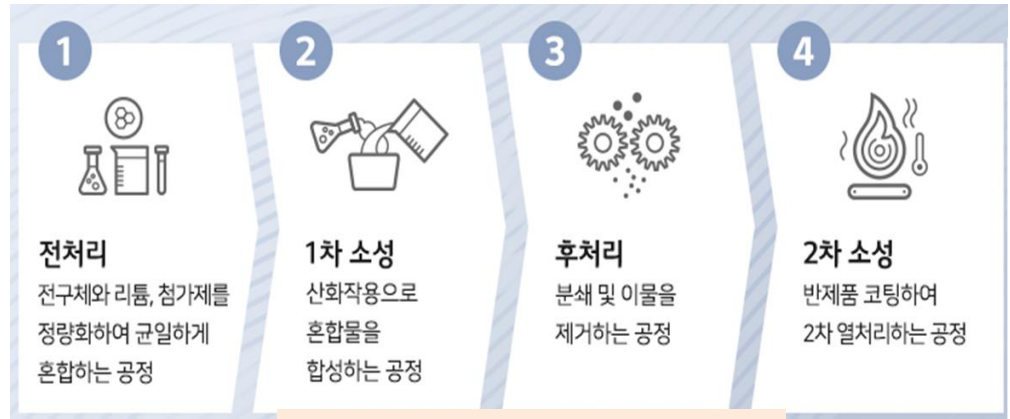 1
전처리
전구체와 리튬, 첨가제를
정량화하여 균일하게
혼합하는 공정
2
1차 소성
산화작용으로
혼합물을
합성하는 공정
3
후처리
분쇄 및 이물을
제거하는 공정
4
2차 소성
반제품 코팅하여
2차 열처리하는 공정